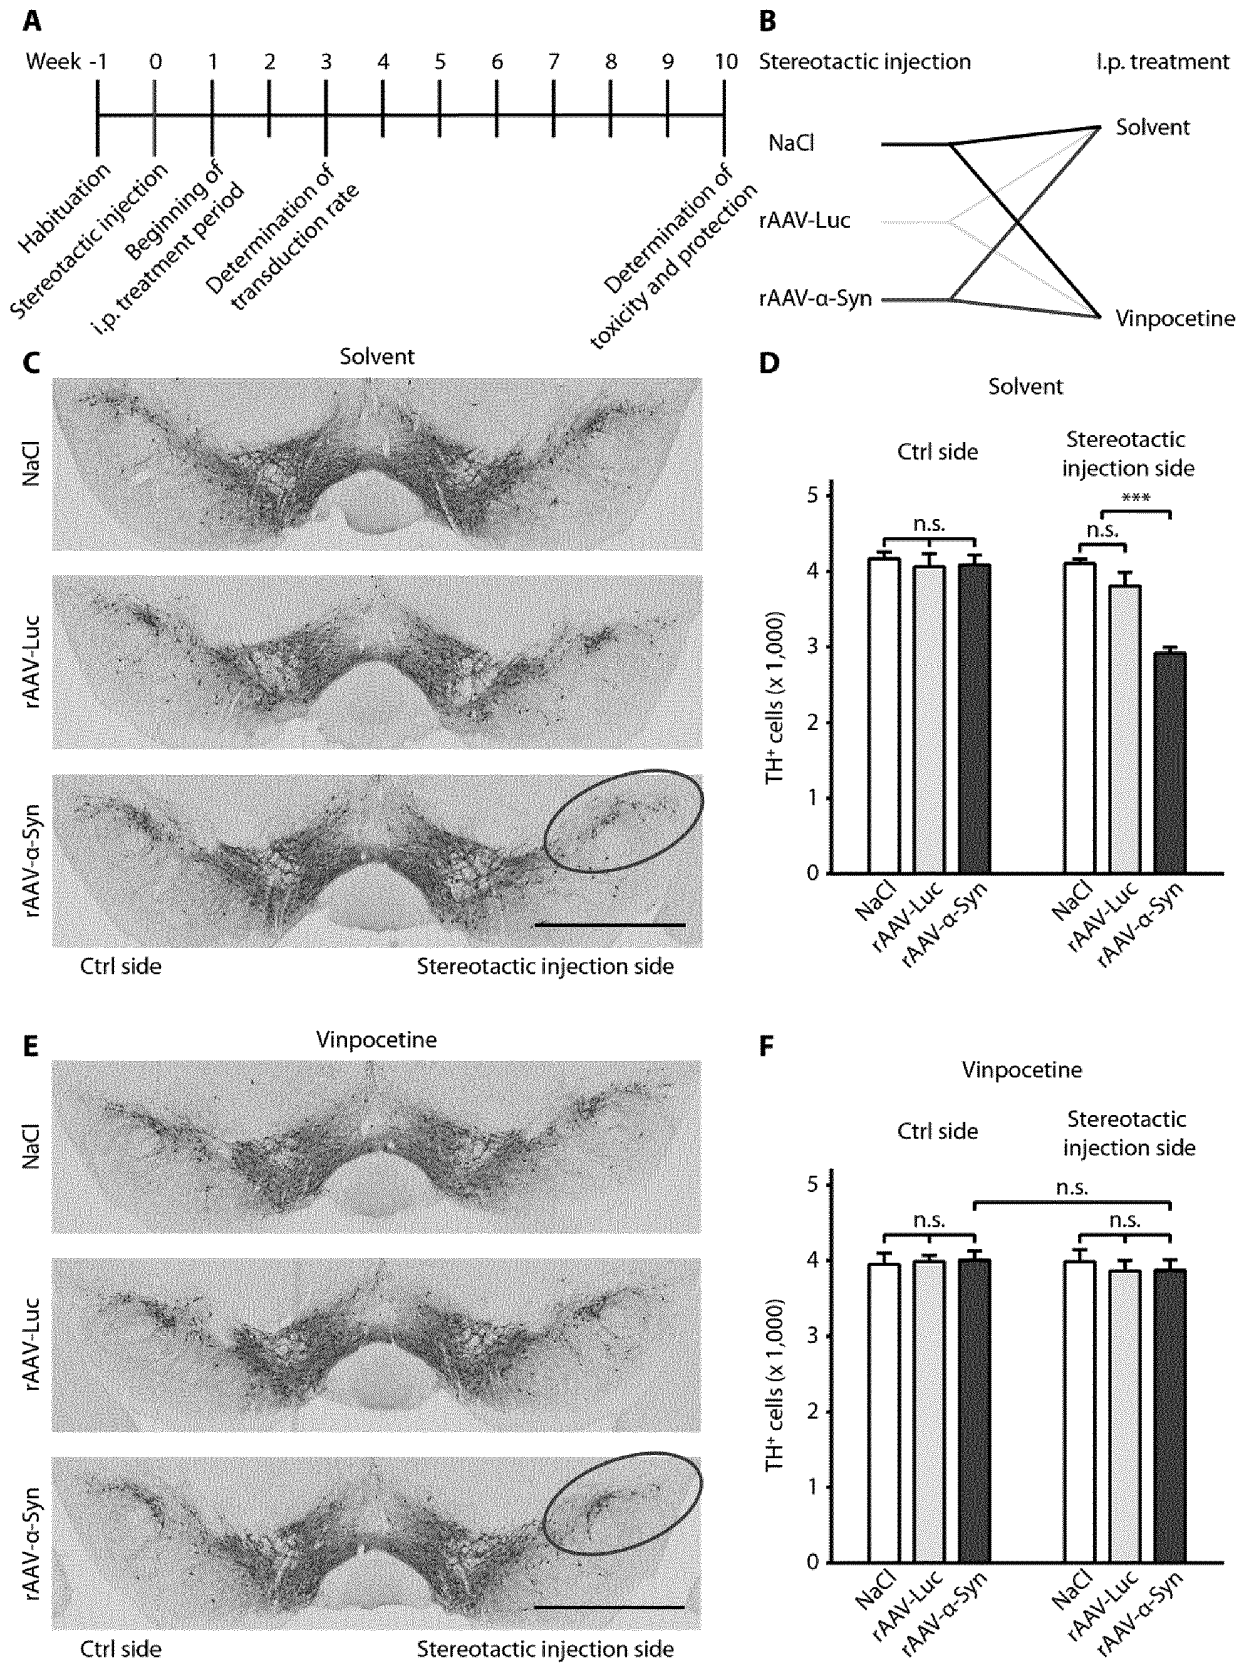 A
Week -1 0 1 2 3 4 5 6 7 8 9 10
Habituation
Stereotactic injection
Beginning of
i.p. treatment period
Determination of
transduction rate
Determination of
toxicity and protection
B
Stereotactic injection
I.p. treatment
NaCl
rAAV-Luc
rAAV-α-Syn
Solvent
Vinpocetine
C
Solvent
NaCl
rAAV-Luc
rAAV-α-Syn
Ctrl side
Stereotactic injection side
D
Solvent
Ctrl side
Stereotactic
injection side
***
n.s.
n.s.
TH⁺ cells (x 1,000)
5
4
3
2
1
0
NaCl
rAAV-Luc
rAAV-α-Syn
NaCl
rAAV-Luc
rAAV-α-Syn
E
Vinpocetine
NaCl
rAAV-Luc
rAAV-α-Syn
Ctrl side
Stereotactic injection side
F
Vinpocetine
Ctrl side
Stereotactic
injection side
n.s.
n.s.
n.s.
TH⁺ cells (x 1,000)
5
4
3
2
1
0
NaCl
rAAV-Luc
rAAV-α-Syn
NaCl
rAAV-Luc
rAAV-α-Syn